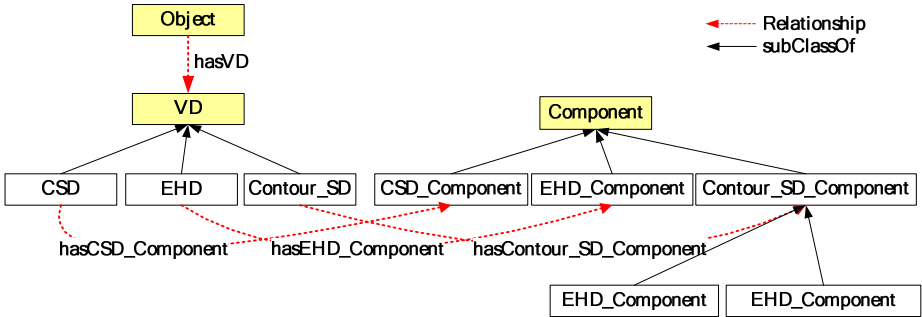 Object
Relationship
subClassOf
hasVD
VD
Component
CSD
EHD
Contour_SD
CSD_Component
EHD_Component
Contour_SD_Component
hasCSD_Component
hasEHD_Component
hasContour_SD_Component
EHD_Component
EHD_Component